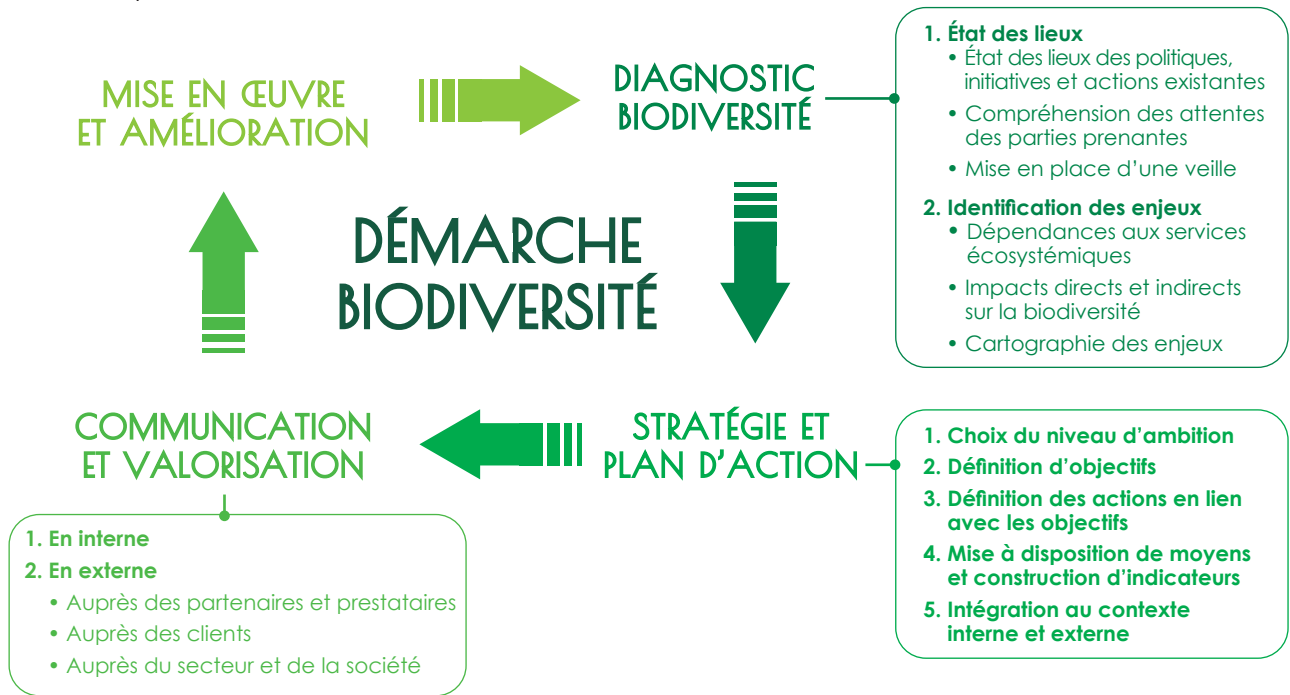 MISE EN ŒUVRE
ET AMÉLIORATION
DIAGNOSTIC
BIODIVERSITÉ
1. État des lieux
• État des lieux des politiques,
initiatives et actions existantes
• Compréhension des attentes
des parties prenantes
• Mise en place d’une veille
2. Identification des enjeux
• Dépendances aux services
écosystémiques
• Impacts directs et indirects
sur la biodiversité
• Cartographie des enjeux
DÉMARCHE
BIODIVERSITÉ
STRATÉGIE ET
PLAN D’ACTION
1. Choix du niveau d’ambition
2. Définition d’objectifs
3. Définition des actions en lien
avec les objectifs
4. Mise à disposition de moyens
et construction d’indicateurs
5. Intégration au contexte
interne et externe
COMMUNICATION
ET VALORISATION
1. En interne
2. En externe
• Auprès des partenaires et prestataires
• Auprès des clients
• Auprès du secteur et de la société